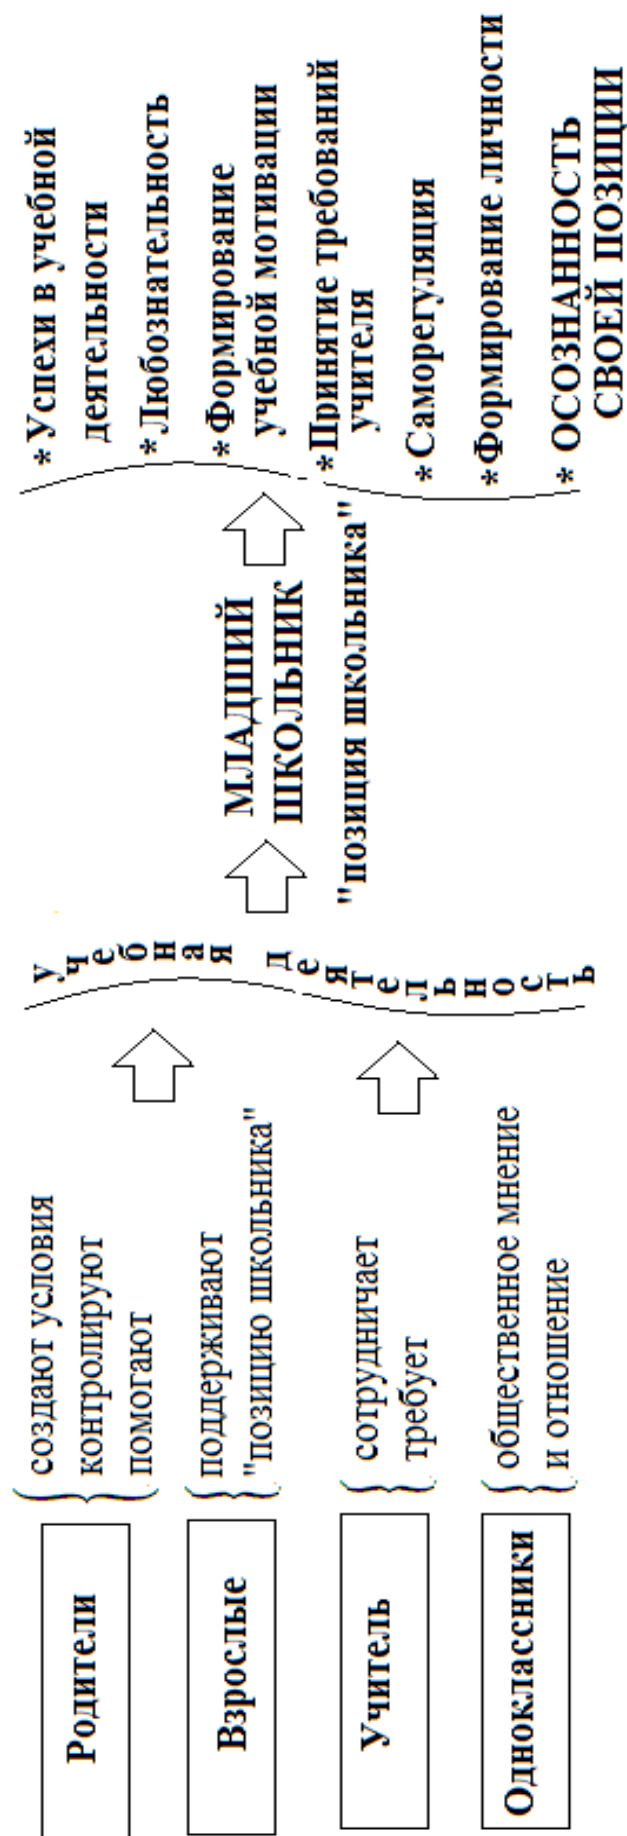 Родители
создают условия
контролируют
помогают
Взрослые
поддерживают
"позицию школьника"
Учитель
сотрудничает
требует
Одноклассники
общественное мнение
и отношение
учебная деятельность
МЛАДШИЙ
ШКОЛЬНИК
"позиция школьника"
* Успехи в учебной
деятельности
* Любознательность
* Формирование
учебной мотивации
* Принятие требований
учителя
* Саморегуляция
* Формирование личности
* ОСОЗНАННОСТЬ
СВОЕЙ ПОЗИЦИИ